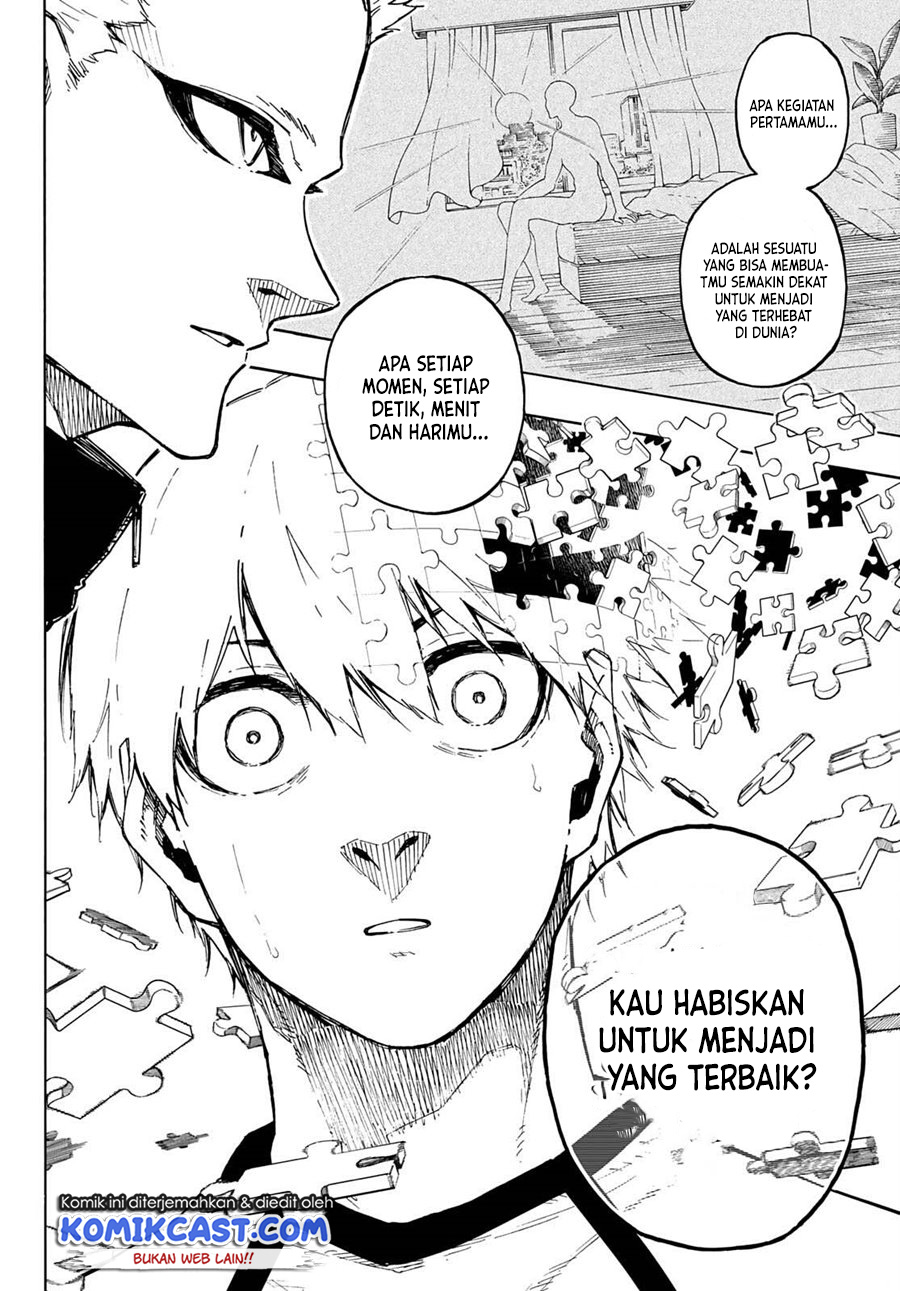 APA KEGIATAN
PERTAMAMU...
ADALAH SESUATU
YANG BISA MEMBUA-
TMU SEMAKIN DEKAT
UNTUK MENJADI
YANG TERHEBAT
DI DUNIA?
APA SETIAP
MOMEN, SETIAP
DETIK, MENIT
DAN HARIMU...
KAU HABISKAN
UNTUK MENJADI
YANG TERBAIK?
Komik ini diterjemahkan & diedit oleh
KOMIKCAST.COM
BUKAN WEB LAIN!!